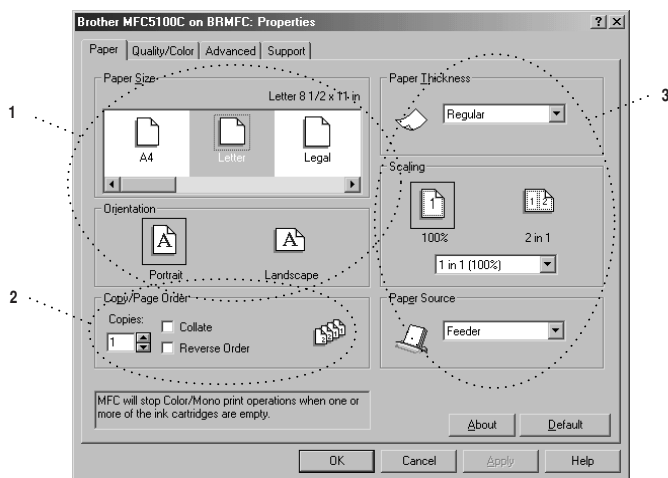 Brother MFC5100C on BRMFC: Properties
Paper
Quality/Color
Advanced
Support
1
Paper Size
Letter 8 1/2 x 11 in
A4
Letter
Legal
Orientation
Portrait
Landscape
2
Copy/Page Order
Copies:
1
Collate
Reverse Order
MFC will stop Color/Mono print operations when one or
more of the ink cartridges are empty.
3
Paper Thickness
Regular
Scaling
100%
2 in 1
1 in 1 (100%)
Paper Source
Feeder
About
Default
OK
Cancel
Apply
Help